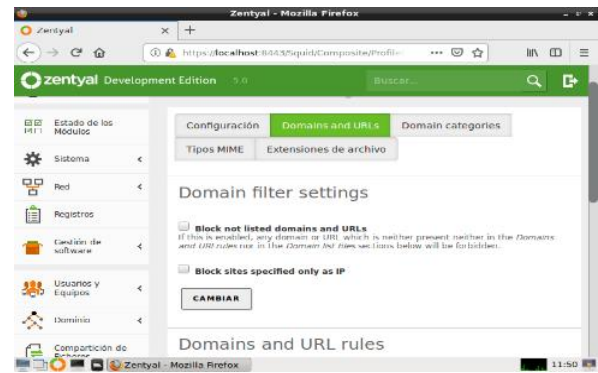 Zentyal - Mozilla Firefox
Zentyal
https://localhost:8443/Squid/Composite/Profil
zentyal Development Edition 5.0
Buscar...
Estado de los
Módulos
Sistema
Red
Registros
Gestión de
software
Usuarios y
Equipos
Dominio
Compartición de
Ficheros
Configuración
Domains and URLs
Domain categories
Tipos MIME
Extensiones de archivo
Domain filter settings
Block not listed domains and URLs
If this is enabled, any domain or URL which is neither present neither in the Domains
and URL rules nor in the Domain list files sections below will be forbidden.
Block sites specified only as IP
CAMBIAR
Domains and URL rules
Zentyal - Mozilla Firefox
11:50